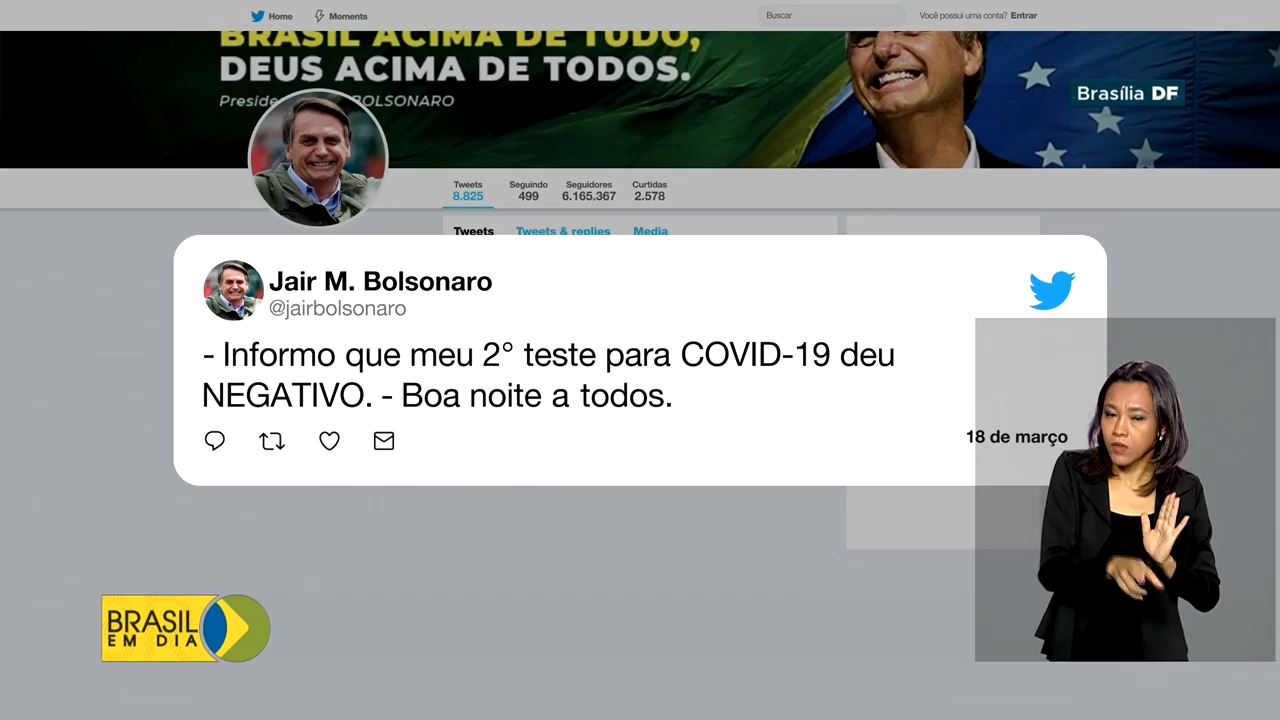 Home
Moments
Buscar
Você possui uma conta? Entrar
BRASIL ACIMA DE TUDO,
DEUS ACIMA DE TODOS.
BOLSONARO
Brasília DF
Tweets
Seguindo
Seguidores
Curtidas
8.825
499
6.165.367
2.578
Tweets
Tweets & replies
Media
Jair M. Bolsonaro
@jairbolsonaro
- Informo que meu 2° teste para COVID-19 deu
NEGATIVO. - Boa noite a todos.
18 de março
BRASIL
EM DIA